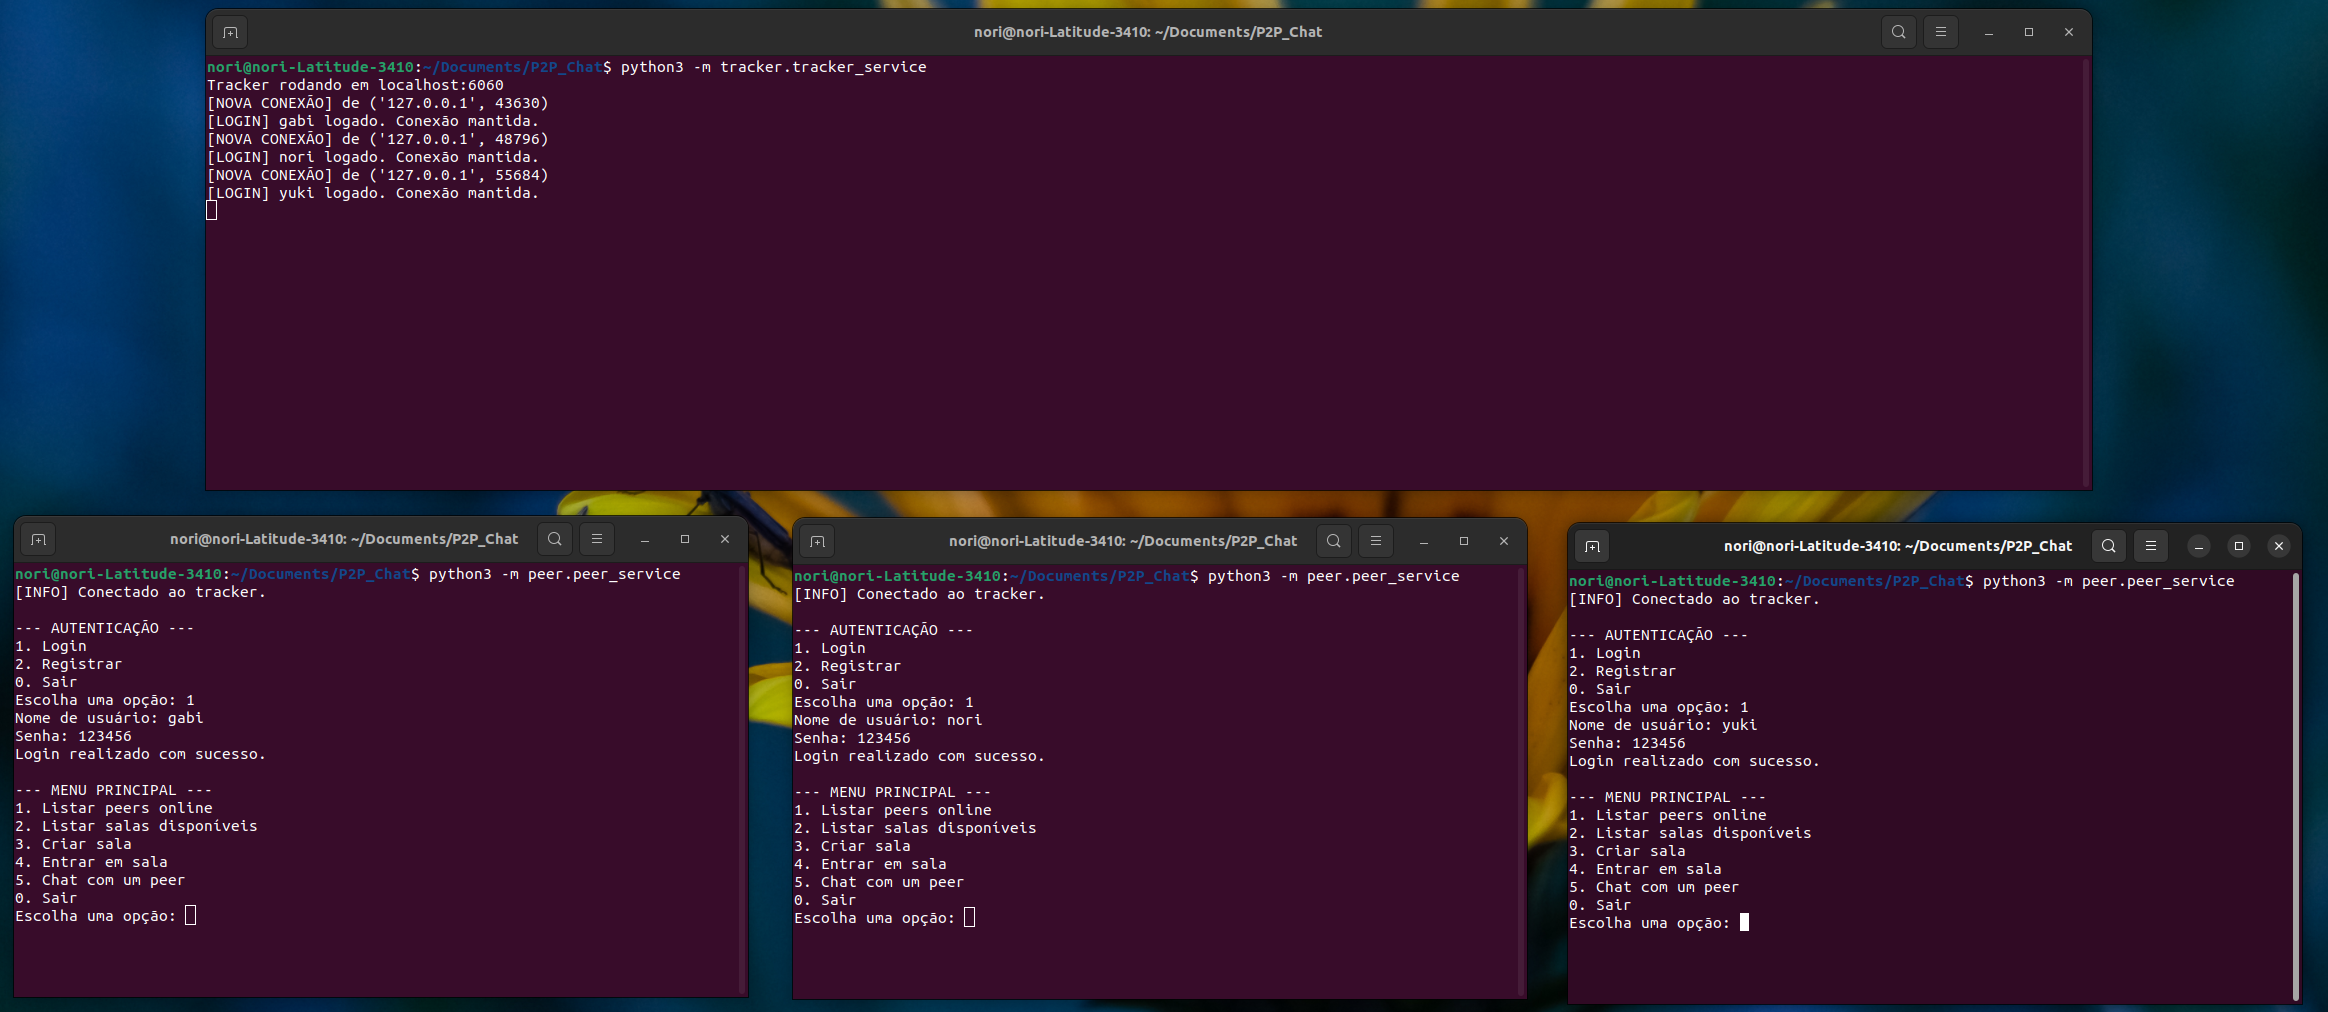 nori@nori-Latitude-3410: ~/Documents/P2P_Chat
nori@nori-Latitude-3410:~/Documents/P2P_Chat$ python3 -m tracker.tracker_service
Tracker rodando em localhost:6060
[NOVA CONEXÃO] de ('127.0.0.1', 43630)
[LOGIN] gabi logado. Conexão mantida.
[NOVA CONEXÃO] de ('127.0.0.1', 48796)
[LOGIN] nori logado. Conexão mantida.
[NOVA CONEXÃO] de ('127.0.0.1', 55684)
[LOGIN] yuki logado. Conexão mantida.
nori@nori-Latitude-3410: ~/Documents/P2P_Chat
nori@nori-Latitude-3410:~/Documents/P2P_Chat$ python3 -m peer.peer_service
[INFO] Conectado ao tracker.
--- AUTENTICAÇÃO ---
1. Login
2. Registrar
0. Sair
Escolha uma opção: 1
Nome de usuário: gabi
Senha: 123456
Login realizado com sucesso.
--- MENU PRINCIPAL ---
1. Listar peers online
2. Listar salas disponíveis
3. Criar sala
4. Entrar em sala
5. Chat com um peer
0. Sair
Escolha uma opção:
nori@nori-Latitude-3410: ~/Documents/P2P_Chat
nori@nori-Latitude-3410:~/Documents/P2P_Chat$ python3 -m peer.peer_service
[INFO] Conectado ao tracker.
--- AUTENTICAÇÃO ---
1. Login
2. Registrar
0. Sair
Escolha uma opção: 1
Nome de usuário: nori
Senha: 123456
Login realizado com sucesso.
--- MENU PRINCIPAL ---
1. Listar peers online
2. Listar salas disponíveis
3. Criar sala
4. Entrar em sala
5. Chat com um peer
0. Sair
Escolha uma opção:
nori@nori-Latitude-3410: ~/Documents/P2P_Chat
nori@nori-Latitude-3410:~/Documents/P2P_Chat$ python3 -m peer.peer_service
[INFO] Conectado ao tracker.
--- AUTENTICAÇÃO ---
1. Login
2. Registrar
0. Sair
Escolha uma opção: 1
Nome de usuário: yuki
Senha: 123456
Login realizado com sucesso.
--- MENU PRINCIPAL ---
1. Listar peers online
2. Listar salas disponíveis
3. Criar sala
4. Entrar em sala
5. Chat com um peer
0. Sair
Escolha uma opção: